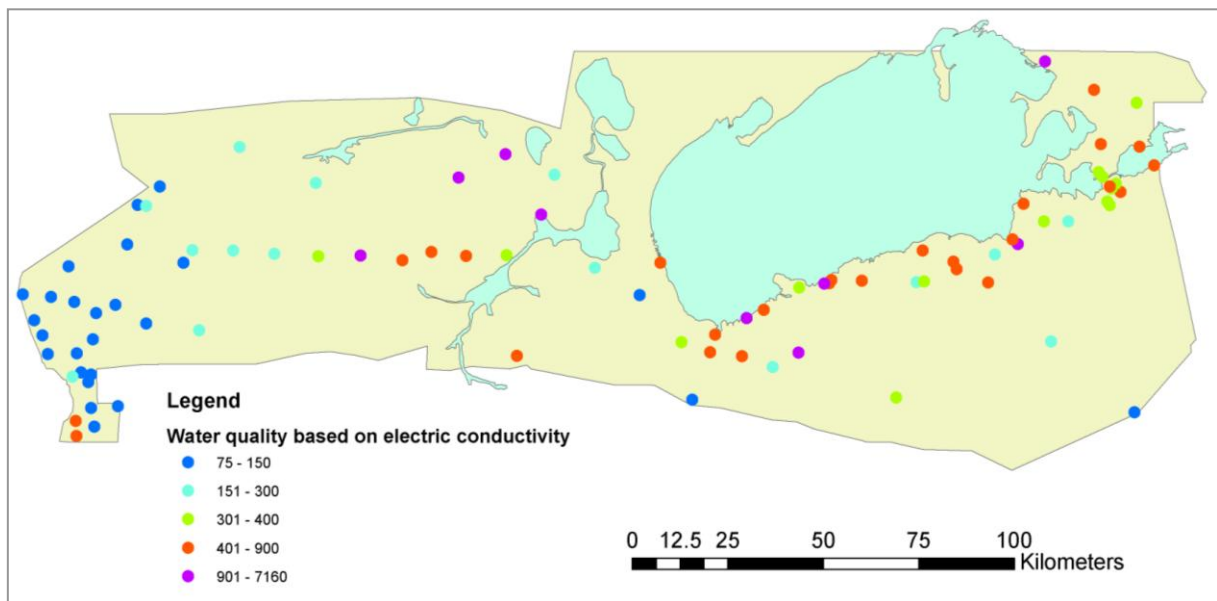 Legend
Water quality based on electric conductivity
75 - 150
151 - 300
301 - 400
401 - 900
901 - 7160
0 12.5 25 50 75 100
Kilometers